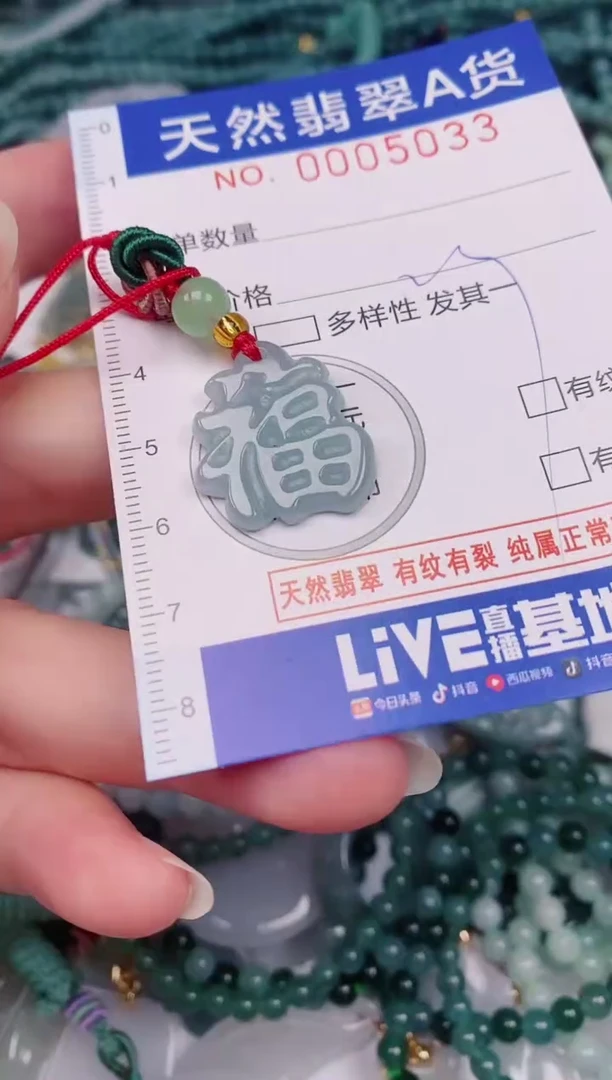 天然翡翠A货
NO. 0005033
0
1
单数量
价格
多样性 发其一
4
有纹
5
元
福
有
6
天然翡翠 有纹有裂 纯属正常
7
LiVE直播基地
8
今日头条 抖音 西瓜视频 抖音